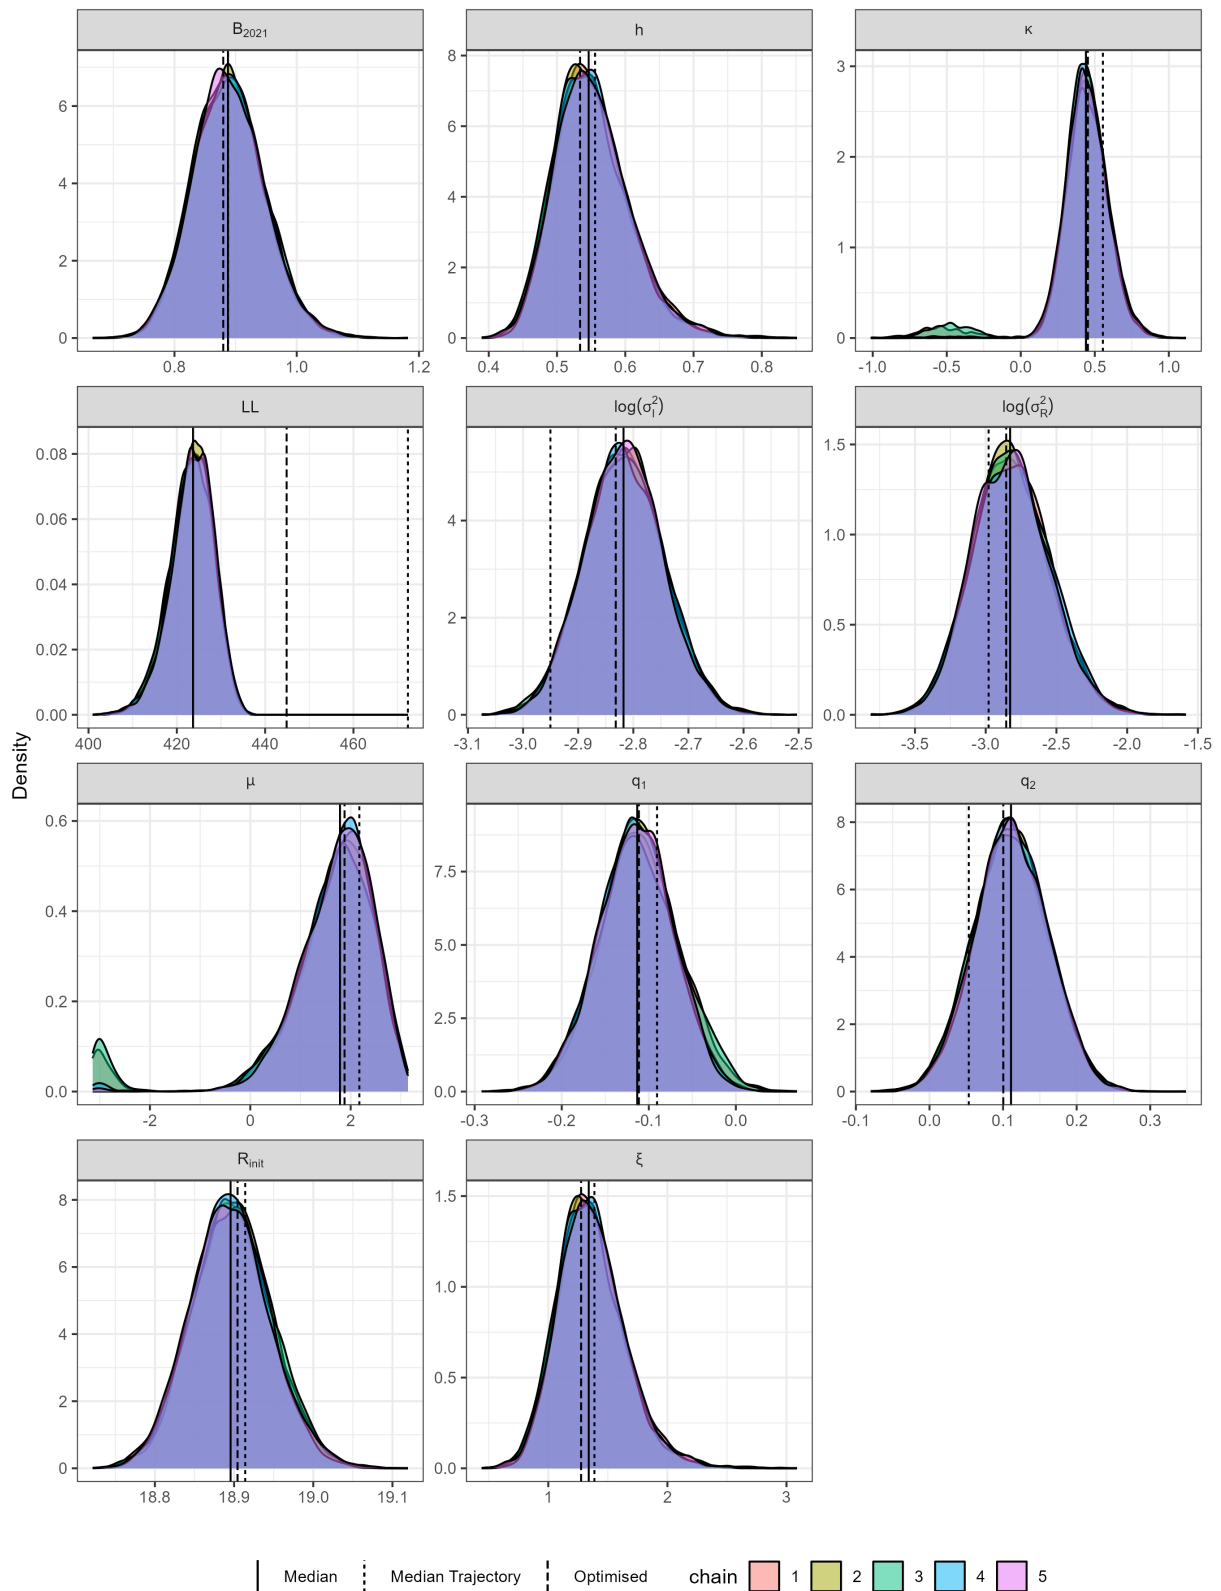 B2021 h κ
6
4
2
0
0.8 1.0 1.2
8
6
4
2
0
0.4 0.5 0.6 0.7 0.8
3
2
1
0
-1.0 -0.5 0.0 0.5 1.0
LL log(σI²) log(σR²)
0.08
0.06
0.04
0.02
0.00
400 420 440 460
4
2
0
-3.1 -3.0 -2.9 -2.8 -2.7 -2.6 -2.5
1.5
1.0
0.5
0.0
-3.5 -3.0 -2.5 -2.0 -1.5
Density
μ q1 q2
0.6
0.4
0.2
0.0
-2 0 2
7.5
5.0
2.5
0.0
-0.3 -0.2 -0.1 0.0
8
6
4
2
0
-0.1 0.0 0.1 0.2 0.3
Rinit ξ
8
6
4
2
0
18.8 18.9 19.0 19.1
1.5
1.0
0.5
0.0
1 2 3
Median Median Trajectory Optimised chain 1 2 3 4 5